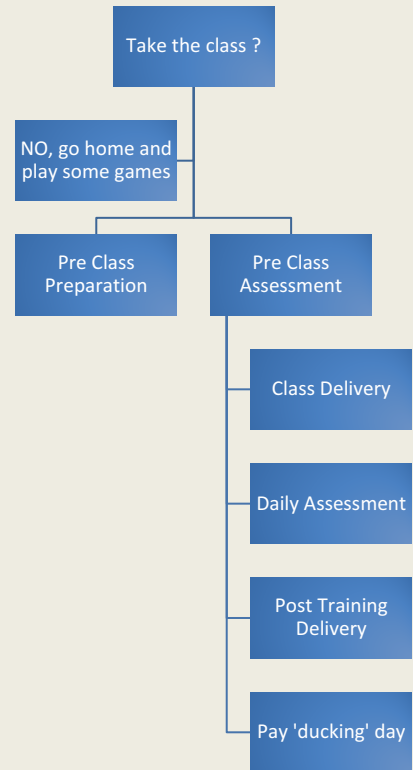 Take the class ?
NO, go home and
play some games
Pre Class
Preparation
Pre Class
Assessment
Class Delivery
Daily Assessment
Post Training
Delivery
Pay 'ducking' day